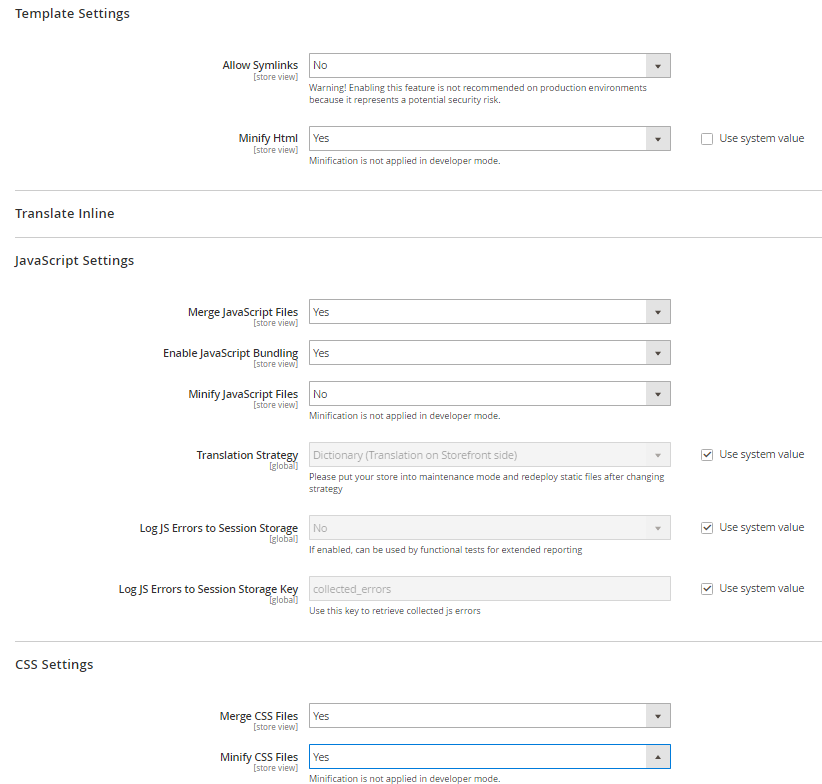 Template Settings
Allow Symlinks
[store view]
No
Warning! Enabling this feature is not recommended on production environments
because it represents a potential security risk.
Minify Html
[store view]
Yes
Use system value
Minification is not applied in developer mode.
Translate Inline
JavaScript Settings
Merge JavaScript Files
[store view]
Yes
Enable JavaScript Bundling
[store view]
Yes
Minify JavaScript Files
[store view]
No
Minification is not applied in developer mode.
Translation Strategy
[global]
Dictionary (Translation on Storefront side)
Use system value
Please put your store into maintenance mode and redeploy static files after changing
strategy
Log JS Errors to Session Storage
[global]
No
Use system value
If enabled, can be used by functional tests for extended reporting
Log JS Errors to Session Storage Key
[global]
collected_errors
Use system value
Use this key to retrieve collected js errors
CSS Settings
Merge CSS Files
[store view]
Yes
Minify CSS Files
[store view]
Yes
Minification is not applied in developer mode.